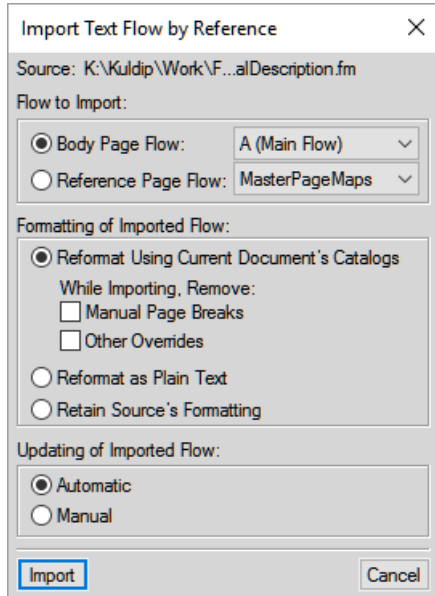 Import Text Flow by Reference
Source: K:\Kuldip\Work\F...alDescription.fm
Flow to Import:
Body Page Flow: A (Main Flow)
Reference Page Flow: MasterPageMaps
Formatting of Imported Flow:
Reformat Using Current Document's Catalogs
While Importing, Remove:
Manual Page Breaks
Other Overrides
Reformat as Plain Text
Retain Source's Formatting
Updating of Imported Flow:
Automatic
Manual
Import Cancel